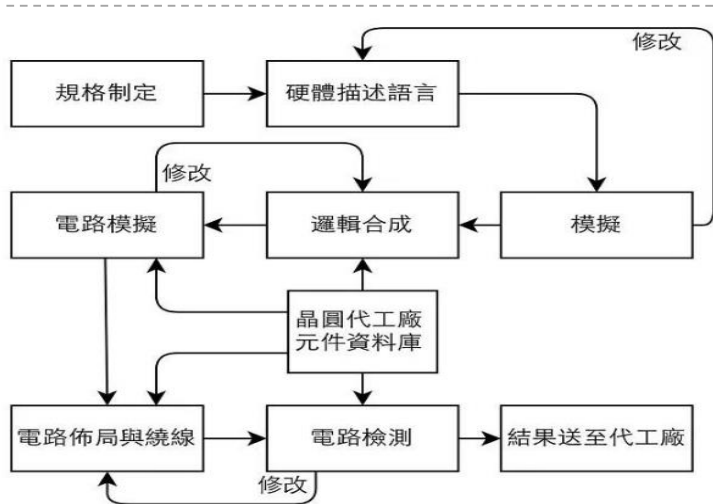 修改
規格制定
硬體描述語言
修改
電路模擬
邏輯合成
模擬
晶圓代工廠
元件資料庫
電路佈局與繞線
電路檢測
結果送至代工廠
修改